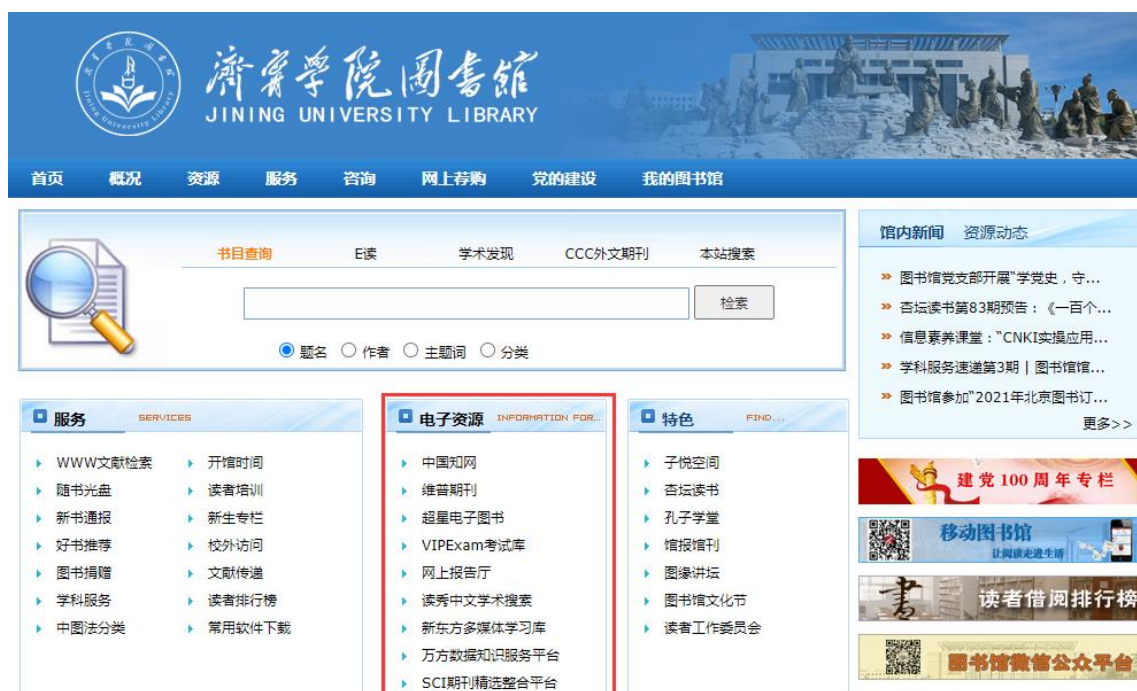 濟寧學院圖書館
JINING UNIVERSITY LIBRARY
首页 概况 资源 服务 咨询 网上荐购 党的建设 我的图书馆
书目查询 E读 学术发现 CCC外文期刊 本站搜索
检索
题名 作者 主题词 分类
馆内新闻 资源动态
图书馆党支部开展"学党史，守...
杏坛读书第83期预告：《一百个...
信息素养课堂："CNKI实操应用...
学科服务速递第3期 | 图书馆馆...
图书馆参加"2021年北京图书订...
更多>>
服务 SERVICES
WWW文献检索 开馆时间
随书光盘 读者培训
新书通报 新生专栏
好书推荐 校外访问
图书捐赠 文献传递
学科服务 读者排行榜
中图法分类 常用软件下载
电子资源 INFORMATION FOR...
中国知网
维普期刊
超星电子图书
VIPExam考试库
网上报告厅
读秀中文学术搜索
新东方多媒体学习库
万方数据知识服务平台
SCI期刊精选整合平台
特色 FIND...
子悦空间
杏坛读书
孔子学堂
馆报馆刊
图缘讲坛
图书馆文化节
读者工作委员会
建党100周年专栏
移动图书馆
让阅读走进生活
書 读者借阅排行榜
图书馆微信公众平台